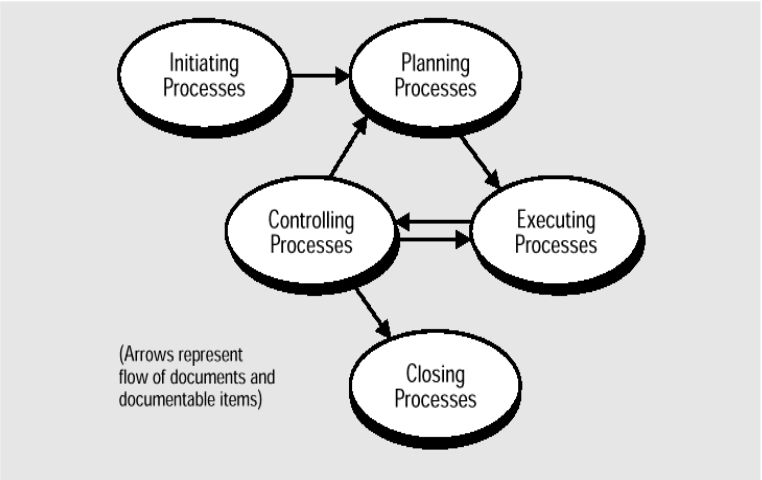 Initiating
Processes
Planning
Processes
Controlling
Processes
Executing
Processes
(Arrows represent
flow of documents and
documentable items)
Closing
Processes